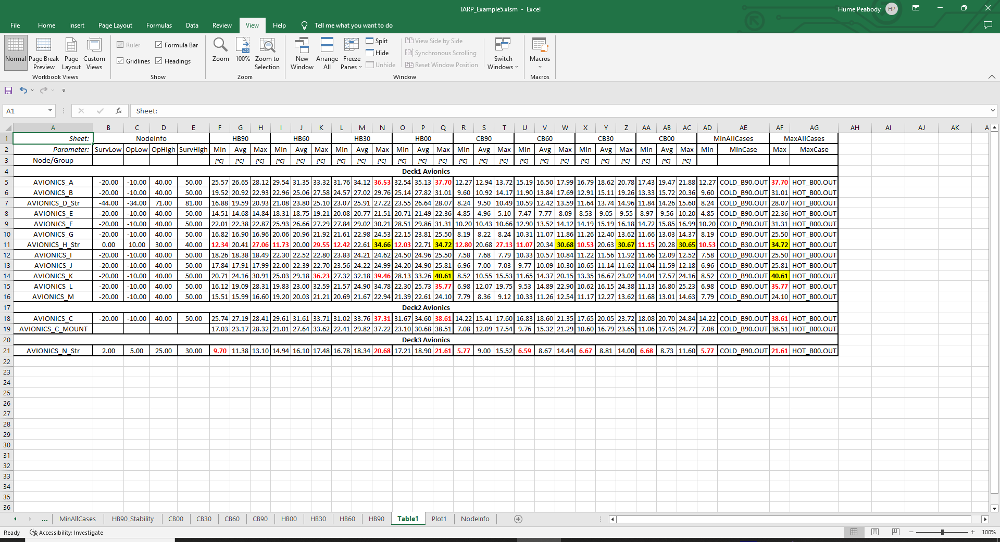 TARP_Example5.xlsm - Excel
Hume Peabody HP
File Home Insert Page Layout Formulas Data Review View Help Tell me what you want to do
Normal Page Break Preview Page Layout Custom Views
Workbook Views
Ruler Formula Bar
Gridlines Headings
Show
Zoom 100% Zoom to Selection
100
Zoom
New Window Arrange All Freeze Panes
Split
Hide
Unhide
View Side by Side
Synchronous Scrolling
Reset Window Position
Switch Windows
Window
Macros
Macros
A1 fx Sheet:
A B C D E F G H I J K L M N O P Q R S T U V W X Y Z AA AB AC AD AE AF AG AH AI AJ AK A
1 Sheet: NodeInfo HB90 HB60 HB30 HB00 CB90 CB60 CB30 CB00 MinAllCases MaxAllCases
2 Parameter: SurvLow OpLow OpHigh SurvHigh Min Avg Max Min Avg Max Min Avg Max Min Avg Max Min Avg Max Min Avg Max Min Avg Max Min Avg Max Min MinCase Max MaxCase
3 Node/Group [°C] [°C] [°C] [°C] [°C] [°C] [°C] [°C] [°C] [°C] [°C] [°C] [°C] [°C] [°C] [°C] [°C] [°C] [°C] [°C] [°C] [°C] [°C] [°C]
4 Deck1 Avionics
5 AVIONICS_A -20.00 -10.00 40.00 50.00 25.57 26.65 28.12 29.54 31.35 33.32 31.76 34.12 36.53 32.54 35.13 37.70 12.27 12.94 13.72 15.19 16.50 17.99 16.79 18.62 20.78 17.43 19.47 21.88 12.27 COLD_B90.OUT 37.70 HOT_B00.OUT
6 AVIONICS_B -20.00 -10.00 40.00 50.00 19.52 20.92 22.93 22.96 25.06 27.58 24.57 27.02 29.76 25.14 27.82 31.01 9.60 10.92 14.17 11.90 13.84 17.69 12.91 15.11 19.26 13.33 15.72 20.36 9.60 COLD_B90.OUT 31.01 HOT_B00.OUT
7 AVIONICS_D_Str -44.00 -34.00 71.00 81.00 16.88 19.59 20.93 21.08 23.80 25.10 23.07 25.91 27.22 23.55 26.64 28.07 8.24 9.50 10.49 10.59 12.42 13.59 11.64 13.74 14.96 11.84 14.26 15.60 8.24 COLD_B90.OUT 28.07 HOT_B00.OUT
8 AVIONICS_E -20.00 -10.00 40.00 50.00 14.51 14.68 14.84 18.31 18.75 19.21 20.08 20.77 21.51 20.71 21.49 22.36 4.85 4.96 5.10 7.47 7.77 8.09 8.53 9.05 9.55 8.97 9.56 10.20 4.85 COLD_B90.OUT 22.36 HOT_B00.OUT
9 AVIONICS_F -20.00 -10.00 40.00 50.00 22.01 22.38 22.87 25.93 26.66 27.29 27.84 29.02 30.21 28.51 29.86 31.31 10.20 10.43 10.66 12.90 13.52 14.12 14.19 15.19 16.18 14.72 15.85 16.99 10.20 COLD_B90.OUT 31.31 HOT_B00.OUT
10 AVIONICS_G -20.00 -10.00 40.00 50.00 16.82 16.90 16.96 20.06 20.96 21.92 21.61 22.98 24.53 22.15 23.81 25.50 8.19 8.22 8.24 10.31 11.07 11.86 11.26 12.40 13.62 11.66 13.03 14.37 8.19 COLD_B90.OUT 25.50 HOT_B00.OUT
11 AVIONICS_H_Str 0.00 10.00 30.00 40.00 12.34 20.41 27.06 11.73 20.00 29.55 12.42 22.61 34.66 12.03 22.71 34.72 12.80 20.68 27.13 11.07 20.34 30.68 10.53 20.63 30.67 11.15 20.28 30.65 10.53 COLD_B30.OUT 34.72 HOT_B00.OUT
12 AVIONICS_I -20.00 -10.00 40.00 50.00 18.26 18.38 18.49 22.30 22.52 22.80 23.83 24.21 24.62 24.50 24.96 25.50 7.58 7.68 7.79 10.33 10.57 10.84 11.22 11.56 11.92 11.66 12.09 12.52 7.58 COLD_B90.OUT 25.50 HOT_B00.OUT
13 AVIONICS_J -20.00 -10.00 40.00 50.00 17.84 17.91 17.99 22.00 22.39 22.70 23.56 24.22 24.99 24.20 24.90 25.81 6.96 7.00 7.03 9.77 10.09 10.30 10.65 11.14 11.62 11.04 11.59 12.18 6.96 COLD_B90.OUT 25.81 HOT_B00.OUT
14 AVIONICS_K -20.00 -10.00 40.00 50.00 20.71 24.16 30.91 25.03 29.18 36.23 27.32 32.18 39.46 28.13 33.26 40.61 8.52 10.55 15.53 11.65 14.37 20.15 13.35 16.67 23.02 14.04 17.57 24.16 8.52 COLD_B90.OUT 40.61 HOT_B00.OUT
15 AVIONICS_L -20.00 -10.00 40.00 50.00 16.12 19.09 28.31 19.83 23.00 32.59 21.57 24.90 34.78 22.30 25.73 35.77 6.98 12.07 19.75 9.53 14.89 22.90 10.62 16.15 24.38 11.13 16.80 25.23 6.98 COLD_B90.OUT 35.77 HOT_B00.OUT
16 AVIONICS_M -20.00 -10.00 40.00 50.00 15.51 15.99 16.60 19.20 20.03 21.21 20.69 21.67 22.94 21.39 22.61 24.10 7.79 8.36 9.12 10.33 11.26 12.54 11.17 12.27 13.62 11.68 13.01 14.63 7.79 COLD_B90.OUT 24.10 HOT_B00.OUT
17 Deck2 Avionics
18 AVIONICS_C -20.00 -10.00 40.00 50.00 25.74 27.19 28.41 29.61 31.61 33.71 31.02 33.76 37.31 31.67 34.60 38.61 14.22 15.41 17.60 16.83 18.60 21.35 17.65 20.05 23.72 18.08 20.70 24.84 14.22 COLD_B90.OUT 38.61 HOT_B00.OUT
19 AVIONICS_C_MOUNT 17.03 23.17 28.32 21.01 27.64 33.62 22.41 29.82 37.22 23.10 30.68 38.51 7.08 12.09 17.54 9.76 15.32 21.29 10.60 16.79 23.65 11.06 17.45 24.77 7.08 COLD_B90.OUT 38.51 HOT_B00.OUT
20 Deck3 Avionics
21 AVIONICS_N_Str 2.00 5.00 25.00 30.00 9.70 11.38 13.10 14.94 16.10 17.48 16.78 18.34 20.68 17.21 18.90 21.61 5.77 9.00 15.52 6.59 8.67 14.44 6.67 8.81 14.00 6.68 8.73 11.60 5.77 COLD_B90.OUT 21.61 HOT_B00.OUT
22
23
24
25
26
27
28
29
30
31
32
33
34
35
36
... MinAllCases HB90_Stability CB00 CB30 CB60 CB90 HB00 HB30 HB60 HB90 Table1 Plot1 NodeInfo
Ready Accessibility: Investigate 100%